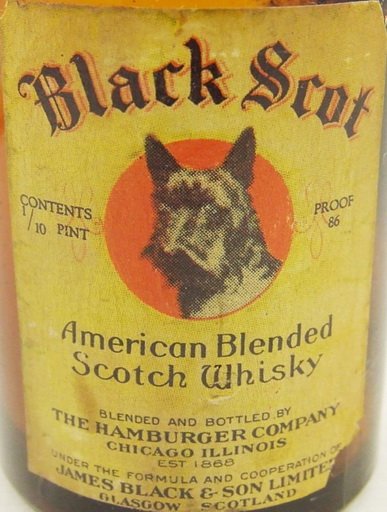 Black Scot
CONTENTS
1/10 PINT
PROOF
86
American Blended
Scotch Whisky
BLENDED AND BOTTLED BY
THE HAMBURGER COMPANY
CHICAGO ILLINOIS
EST 1868
UNDER THE FORMULA AND COOPERATION OF
JAMES BLACK & SON LIMITED
GLASGOW SCOTLAND